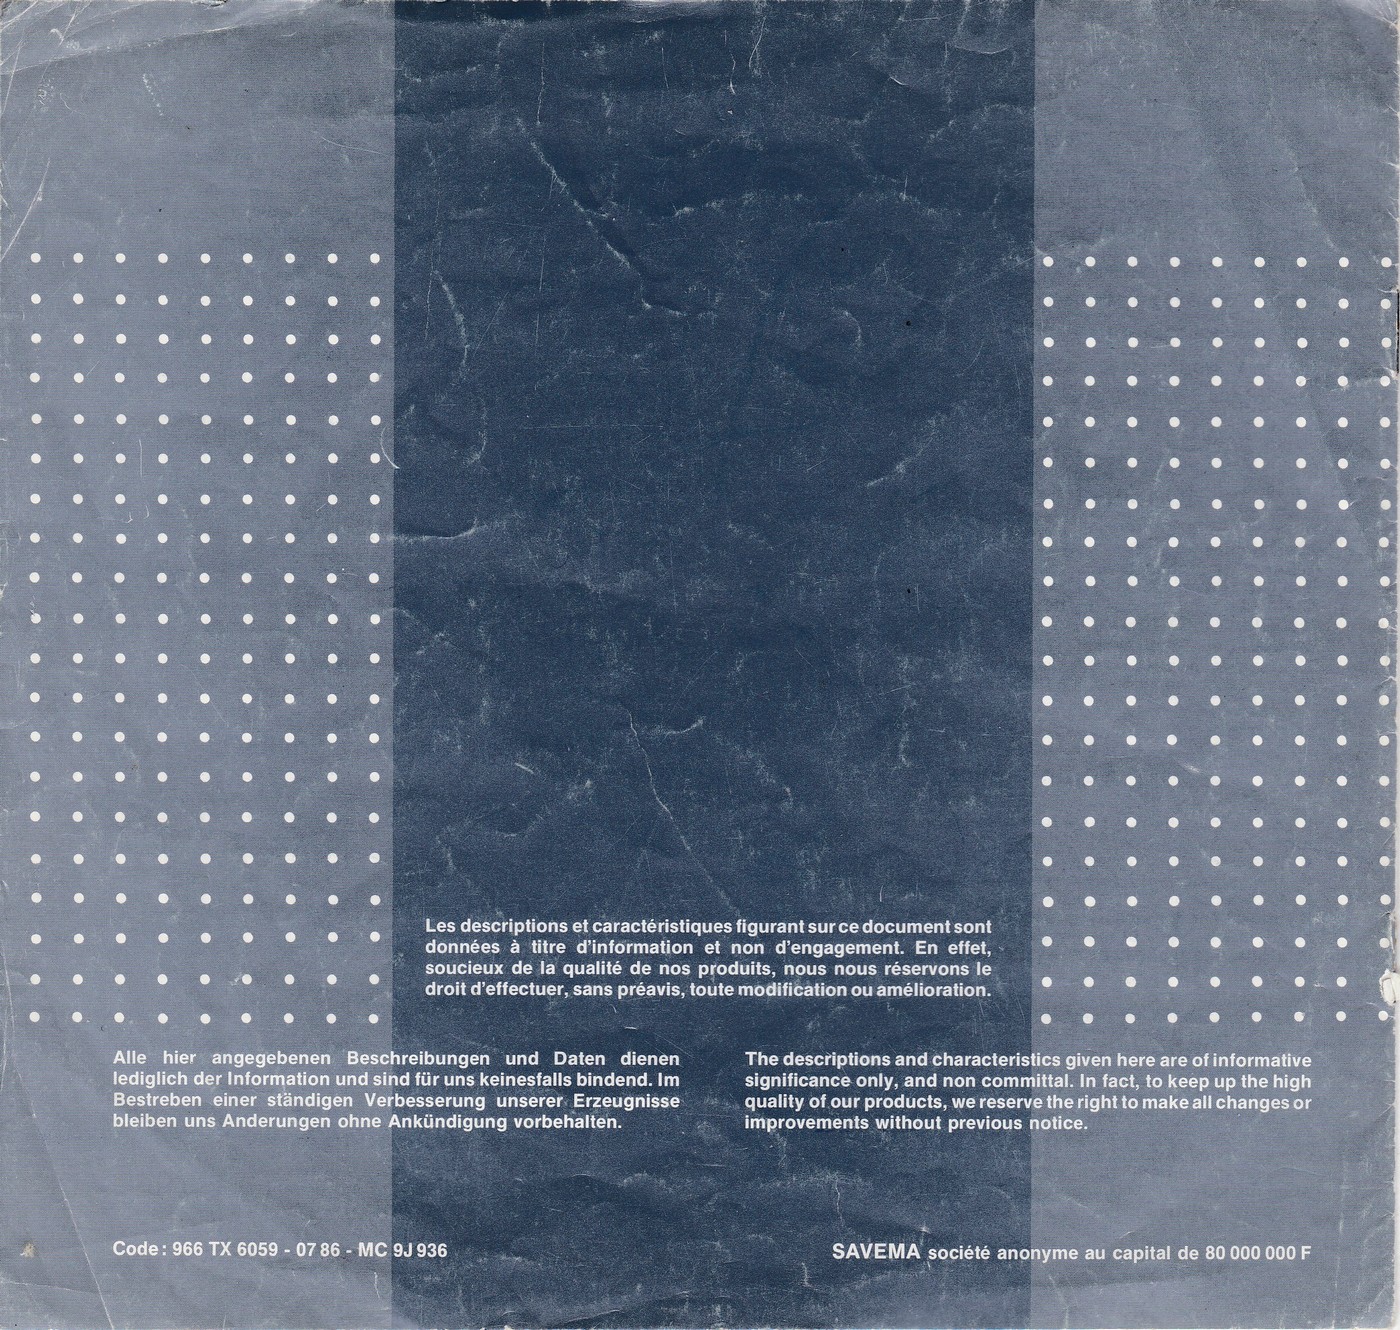 Les descriptions et caractéristiques figurant sur ce document sont
données à titre d'information et non d'engagement. En effet,
soucieux de la qualité de nos produits, nous nous réservons le
droit d'effectuer, sans préavis, toute modification ou amélioration.
Alle hier angegebenen Beschreibungen und Daten dienen
lediglich der Information und sind für uns keinesfalls bindend. Im
Bestreben einer ständigen Verbesserung unserer Erzeugnisse
bleiben uns Anderungen ohne Ankündigung vorbehalten.
The descriptions and characteristics given here are of informative
significance only, and non committal. In fact, to keep up the high
quality of our products, we reserve the right to make all changes or
improvements without previous notice.
Code : 966 TX 6059 - 07 86 - MC 9J 936
SAVEMA société anonyme au capital de 80 000 000 F